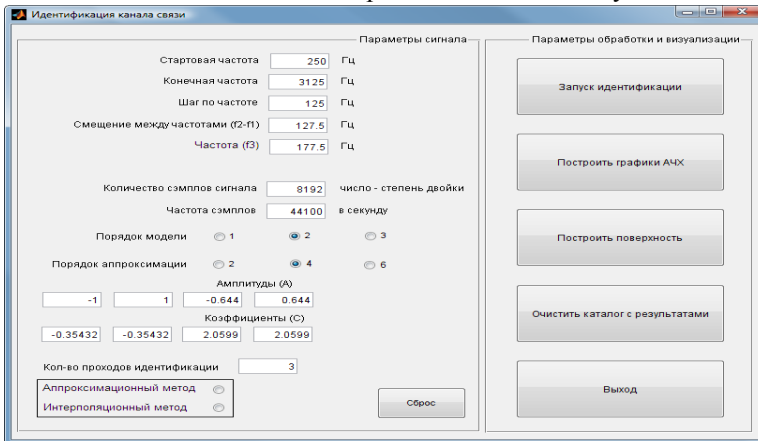 Идентификация канала связи
Параметры сигнала
Стартовая частота 250 Гц
Конечная частота 3125 Гц
Шаг по частоте 125 Гц
Смещение между частотами (f2-f1) 127.5 Гц
Частота (f3) 177.5 Гц
Количество сэмплов сигнала 8192 число - степень двойки
Частота сэмплов 44100 в секунду
Порядок модели 1 2 3
Порядок аппроксимации 2 4 6
Амплитуды (A)
-1 1 -0.644 0.644
Коэффициенты (C)
-0.35432 -0.35432 2.0599 2.0599
Кол-во проходов идентификации 3
Аппроксимационный метод
Интерполяционный метод
Сброс
Параметры обработки и визуализации
Запуск идентификации
Построить графики АЧХ
Построить поверхность
Очистить каталог с результатами
Выход